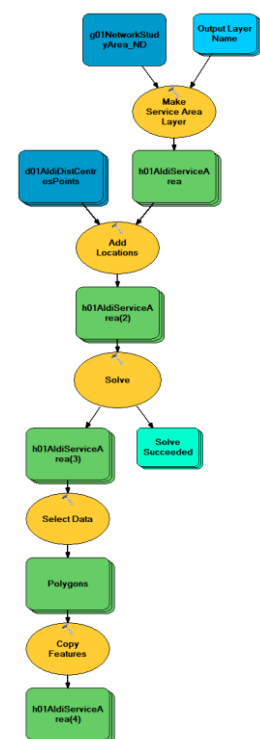 g01NetworkStud
yArea_ND
Output Layer
Name
Make
Service Area
Layer
d01AldiDistCentr
esPoints
h01AldiServiceA
rea
Add
Locations
h01AldiServiceA
rea(2)
Solve
h01AldiServiceA
rea(3)
Solve
Succeeded
Select Data
Polygons
Copy
Features
h01AldiServiceA
rea(4)